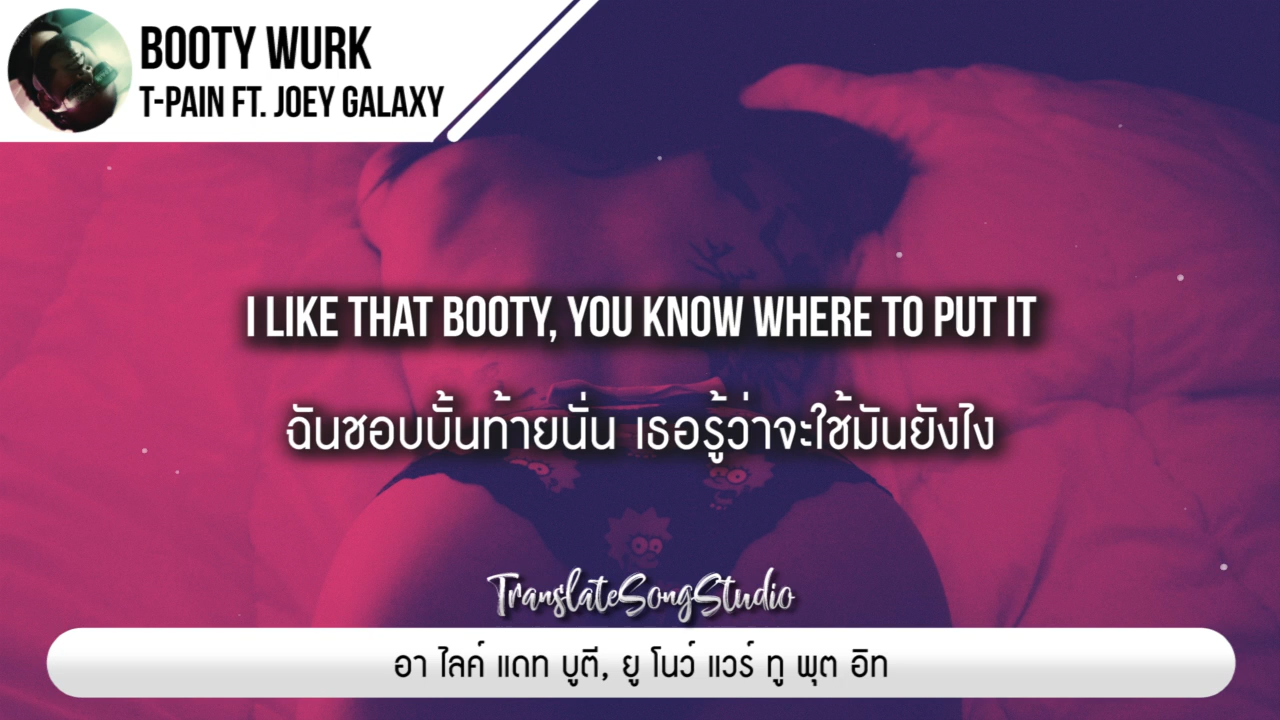 BOOTY WURK
T-PAIN FT. JOEY GALAXY
I LIKE THAT BOOTY, YOU KNOW WHERE TO PUT IT
ฉันชอบบั้นท้ายนั่น เธอรู้ว่าจะใช้มันยังไง
TranslateSongStudio
อา ไลค์ แดท บูตี, ยู โนว์ แวร์ ทู พุต อิท